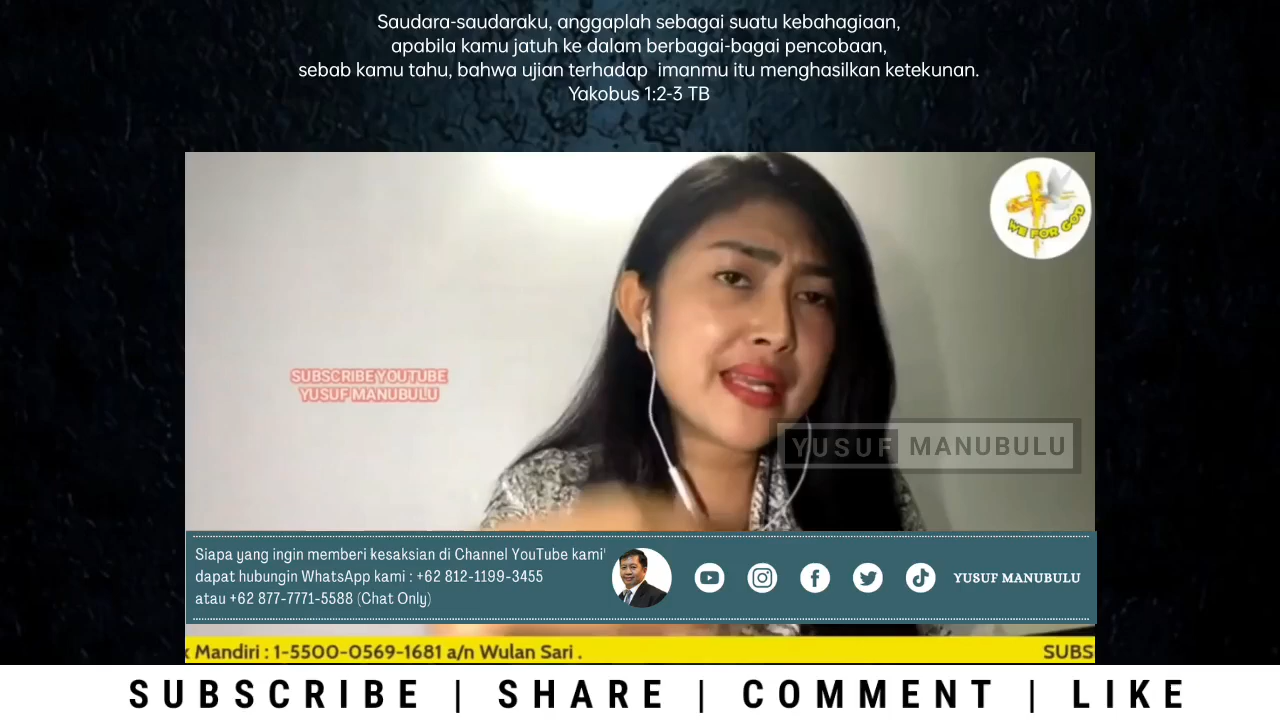 Saudara-saudaraku, anggaplah sebagai suatu kebahagiaan,
apabila kamu jatuh ke dalam berbagai-bagai pencobaan,
sebab kamu tahu, bahwa ujian terhadap imanmu itu menghasilkan ketekunan.
Yakobus 1:2-3 TB
WE FOR GOD
SUBSCRIBE YOUTUBE
YUSUF MANUBULU
YUSUF MANUBULU
Siapa yang ingin memberi kesaksian di Channel YouTube kami'
dapat hubungin WhatsApp kami : +62 812-1199-3455
atau +62 877-7771-5588 (Chat Only)
YUSUF MANUBULU
k Mandiri : 1-5500-0569-1681 a/n Wulan Sari .
SUBS
SUBSCRIBE | SHARE | COMMENT | LIKE